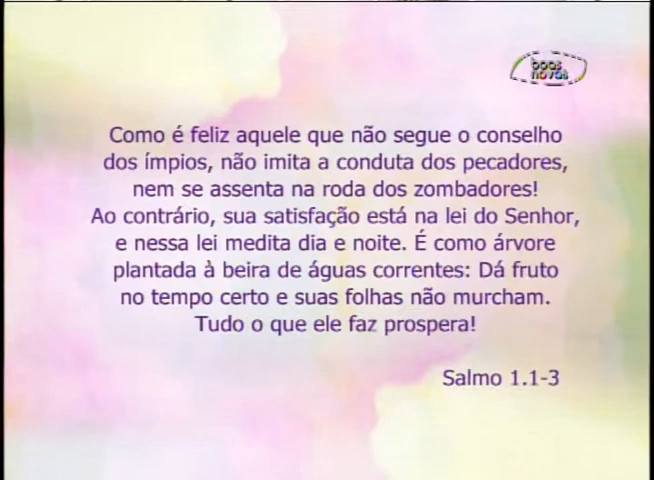 boas
novas
Como é feliz aquele que não segue o conselho
dos ímpios, não imita a conduta dos pecadores,
nem se assenta na roda dos zombadores!
Ao contrário, sua satisfação está na lei do Senhor,
e nessa lei medita dia e noite. É como árvore
plantada à beira de águas correntes: Dá fruto
no tempo certo e suas folhas não murcham.
Tudo o que ele faz prospera!
Salmo 1.1-3